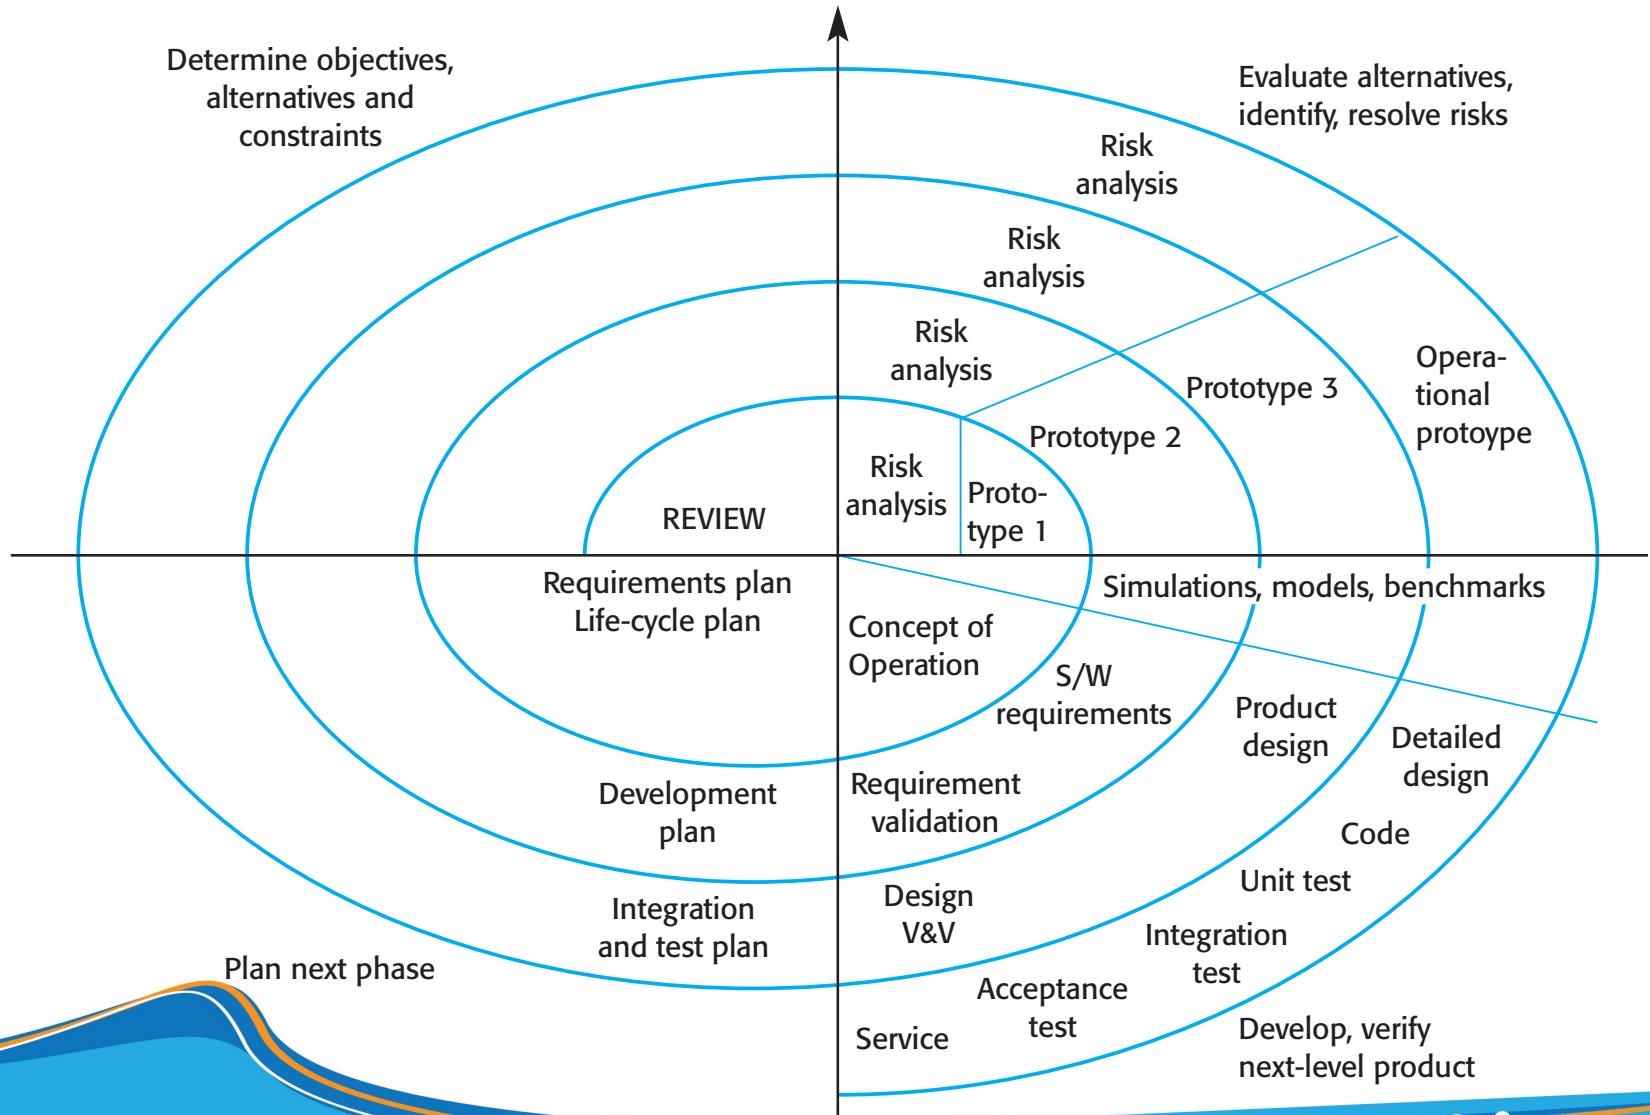 Determine objectives,
alternatives and
constraints
Evaluate alternatives,
identify, resolve risks
Risk
analysis
Risk
analysis
Risk
analysis
Risk
analysis
Proto-
type 1
Prototype 2
Prototype 3
Opera-
tional
protoype
REVIEW
Requirements plan
Life-cycle plan
Simulations, models, benchmarks
Concept of
Operation
S/W
requirements
Product
design
Detailed
design
Development
plan
Requirement
validation
Code
Unit test
Integration
and test plan
Design
V&V
Integration
test
Plan next phase
Acceptance
test
Service
Develop, verify
next-level product